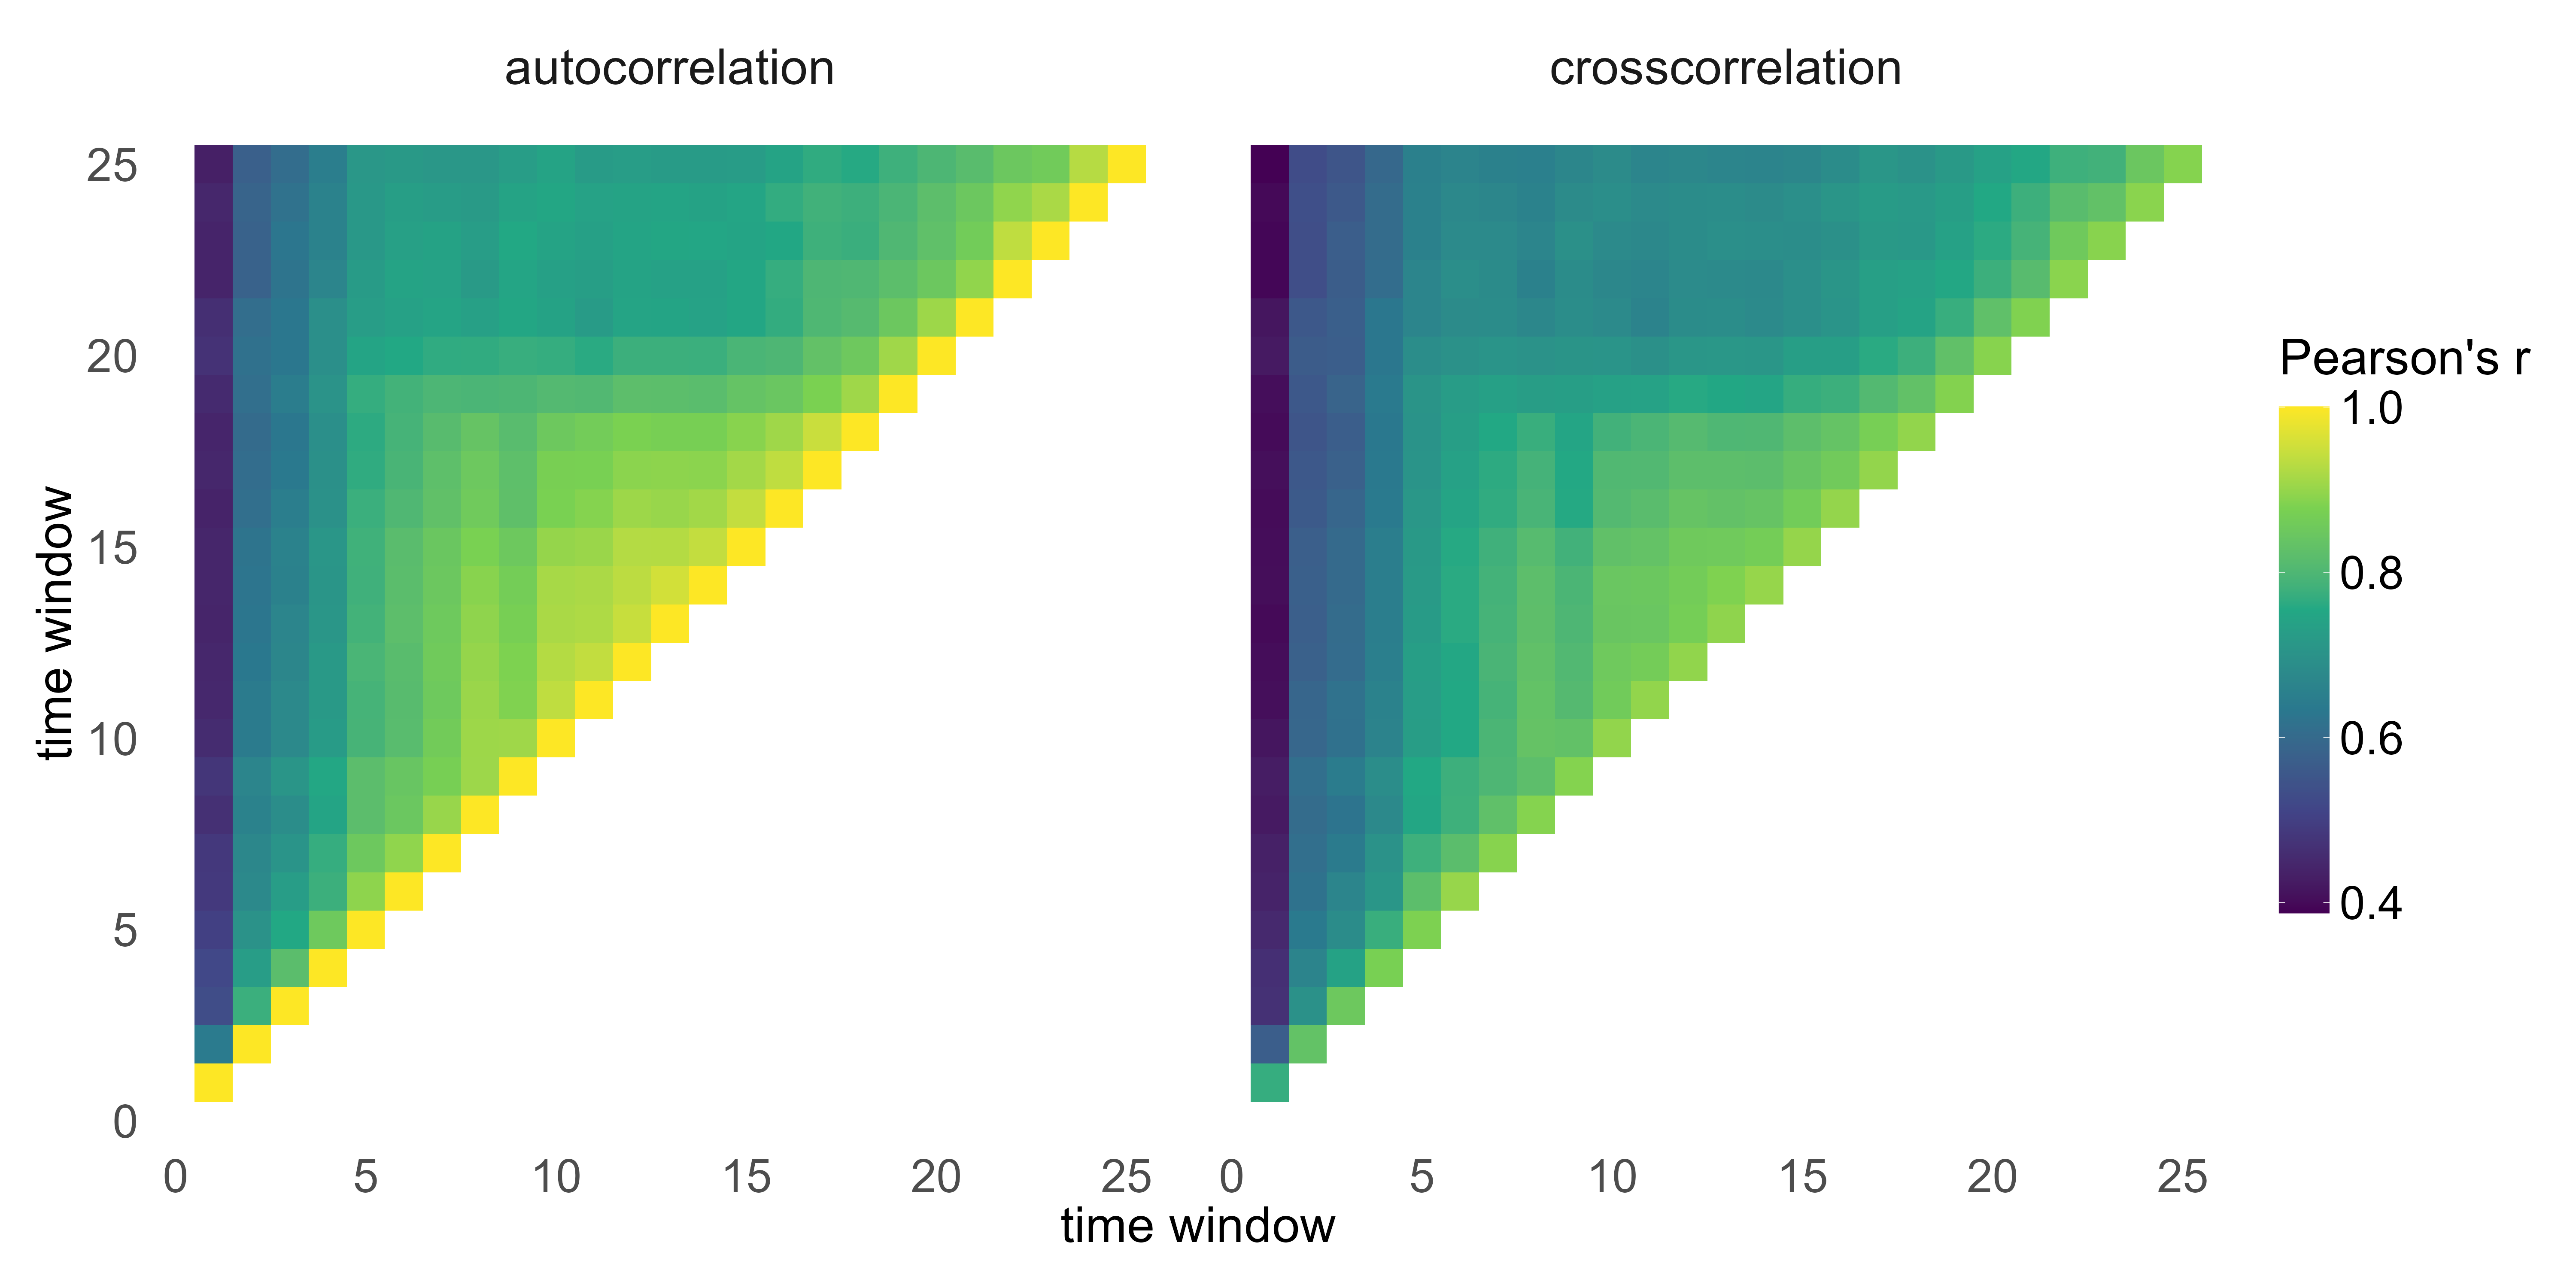 autocorrelation
crosscorrelation
25
20
15
10
5
0
time window
0 5 10 15 20 25
0 5 10 15 20 25
time window
Pearson's r
1.0
0.8
0.6
0.4